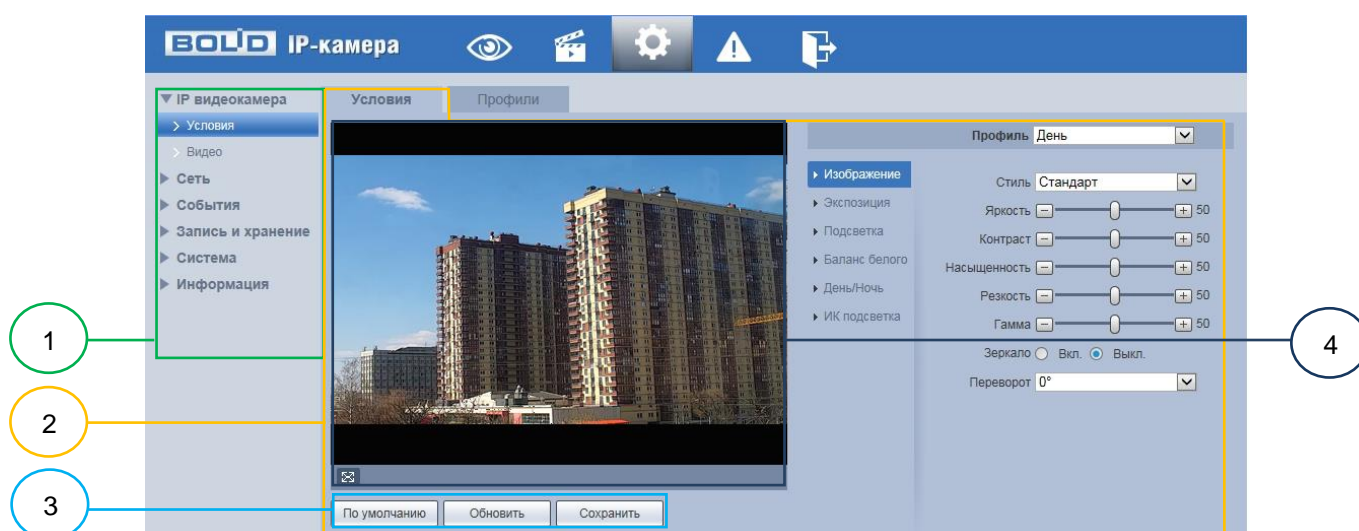 BOLID IP-камера
IP видеокамера
Условия
Видео
Сеть
События
Запись и хранение
Система
Информация
Условия Профили
Профиль День
Изображение
Экспозиция
Подсветка
Баланс белого
День/Ночь
ИК подсветка
Стиль Стандарт
Яркость 50
Контраст 50
Насыщенность 50
Резкость 50
Гамма 50
Зеркало Вкл. Выкл.
Переворот 0°
По умолчанию Обновить Сохранить
1
2
3
4